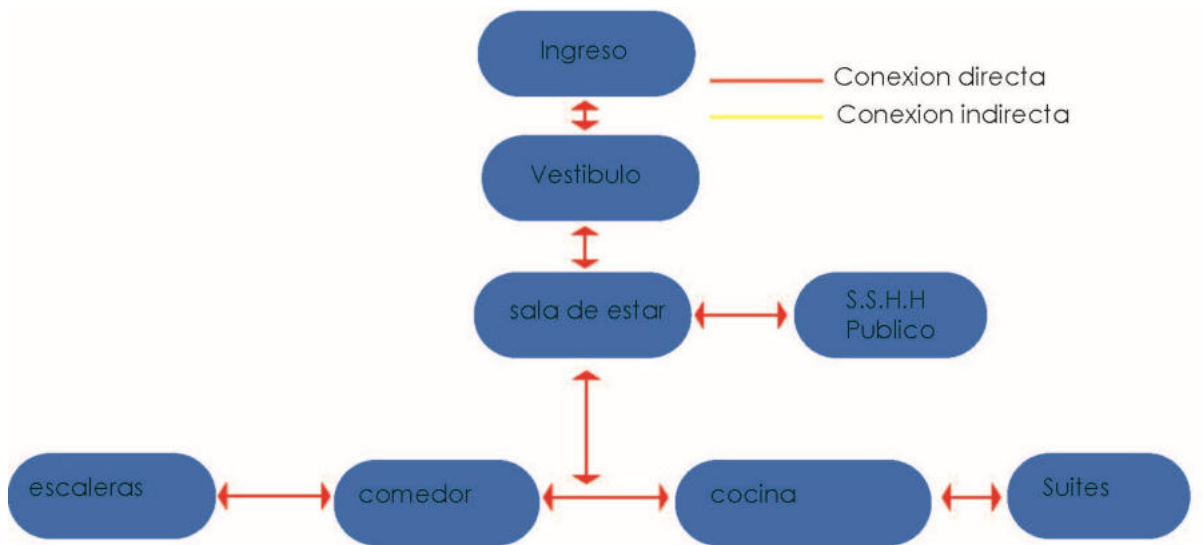 Ingreso
Conexion directa
Conexion indirecta
Vestibulo
sala de estar
S.S.H.H
Publico
escaleras
comedor
cocina
Suites